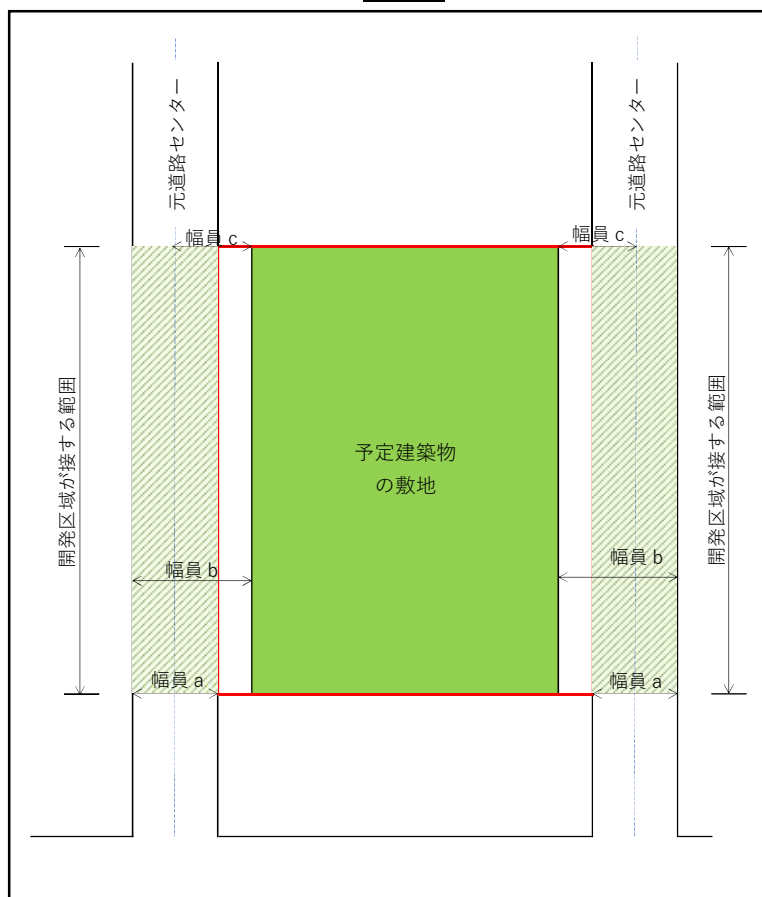 元道路センター
元道路センター
幅員 c
幅員 c
開発区域が接する範囲
予定建築物
の敷地
開発区域が接する範囲
幅員 b
幅員 b
幅員 a
幅員 a